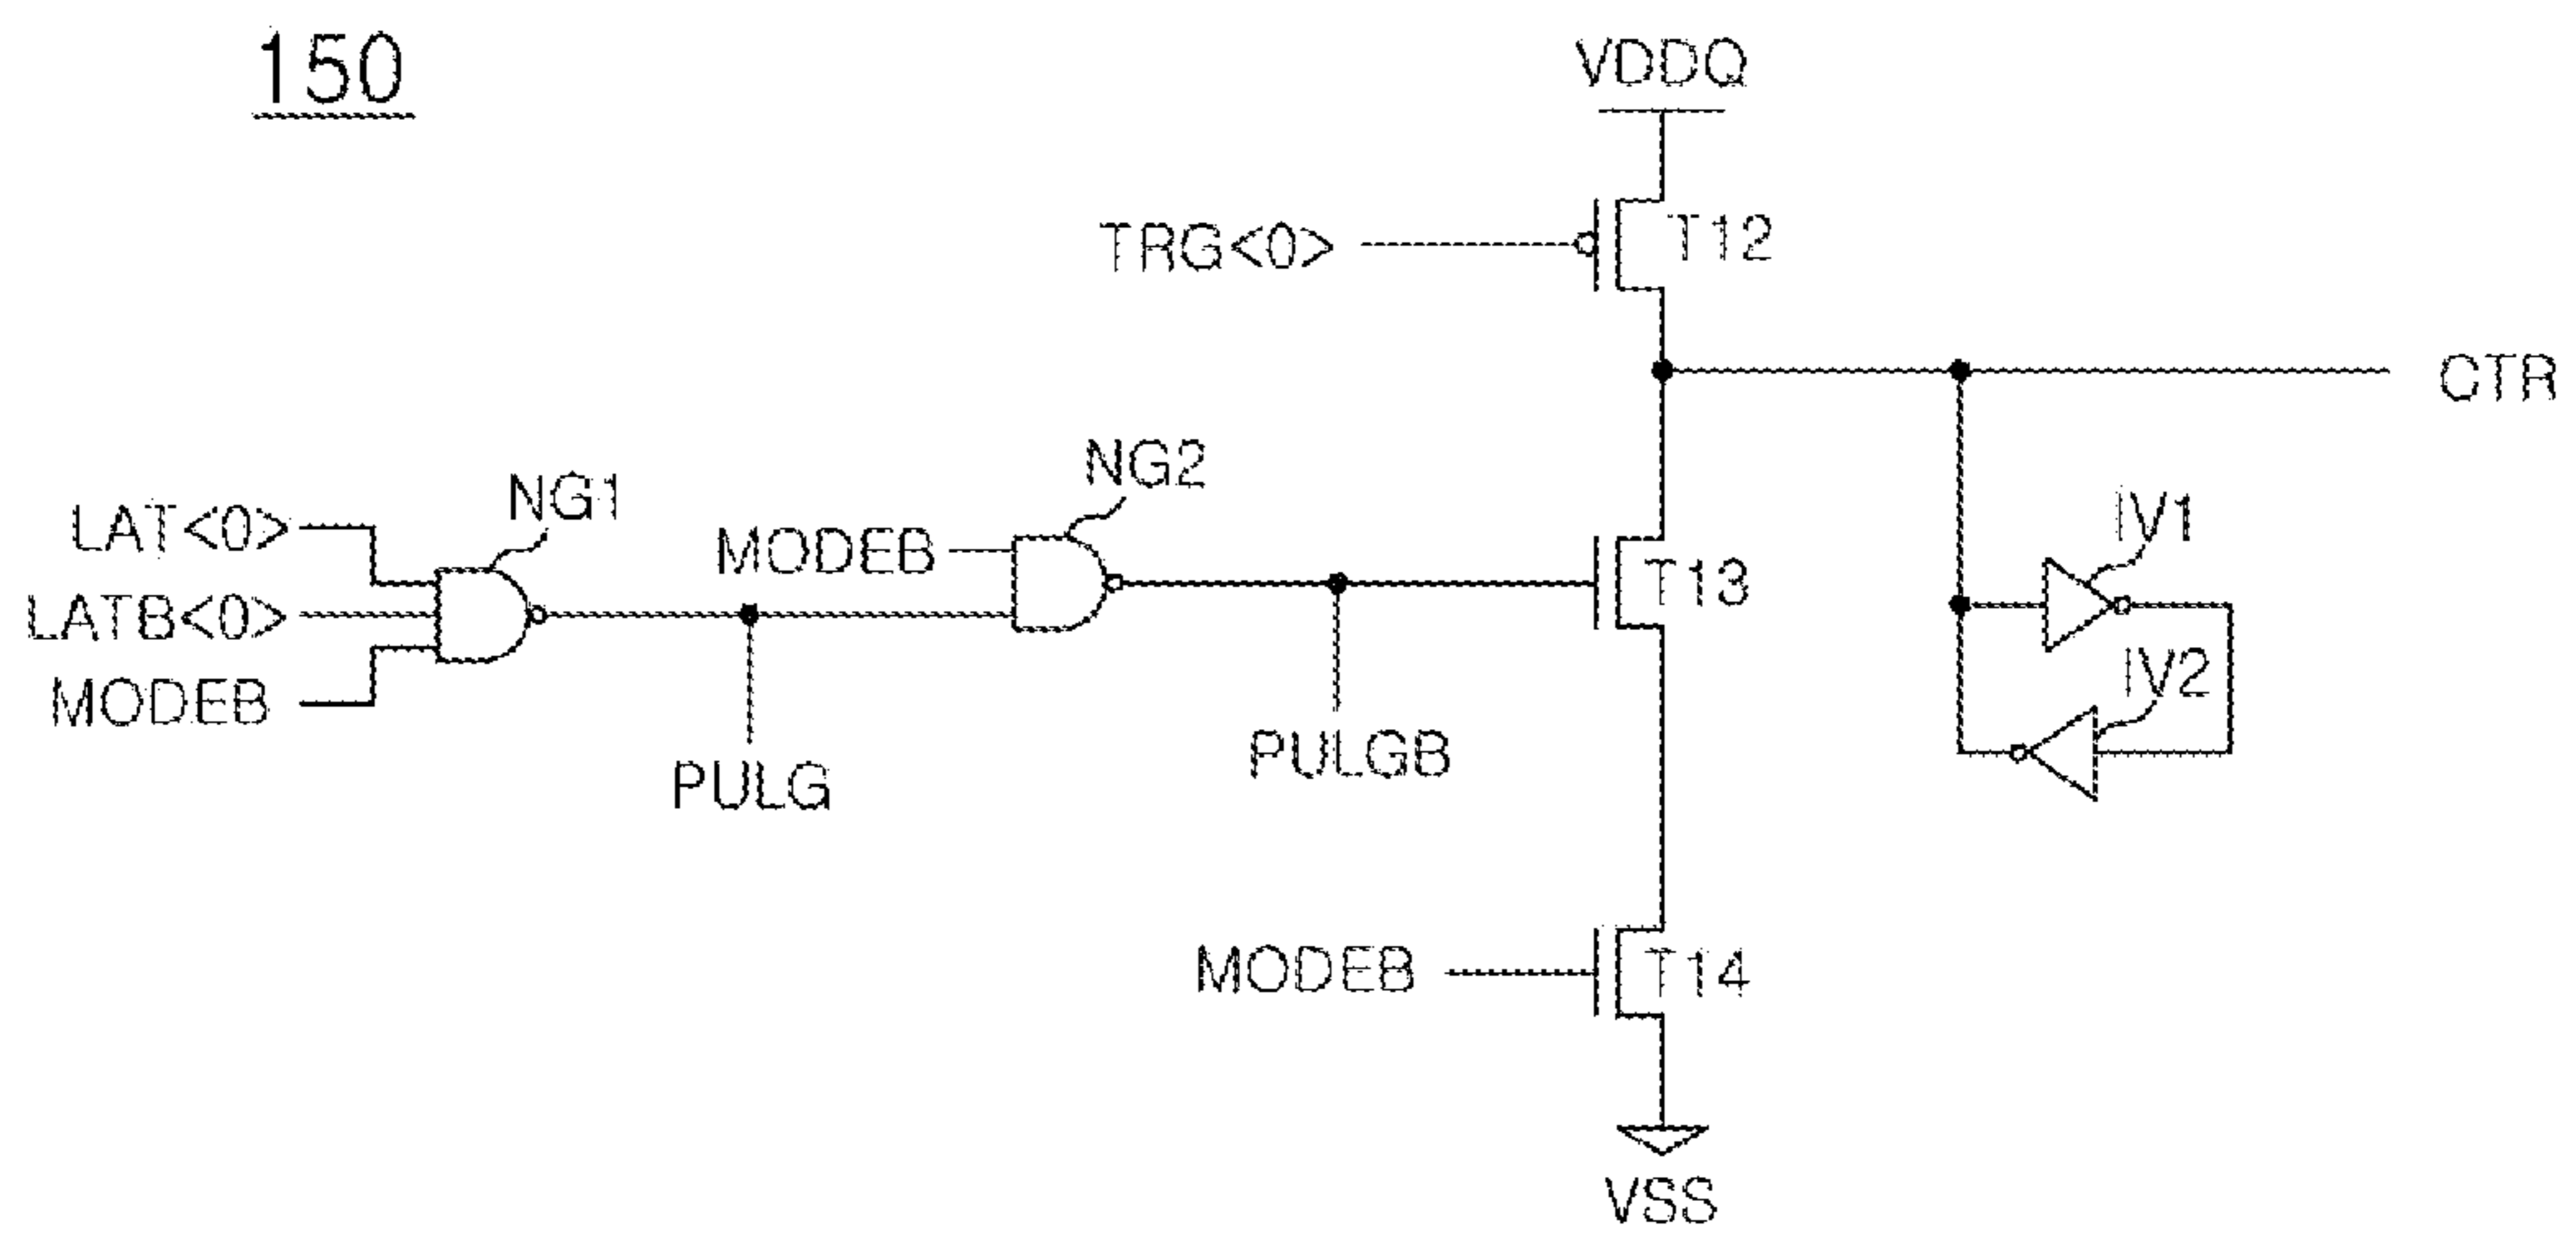 150
VDDQ
TRG<0>
T12
CTR
NG1
NG2
LAT<0>
MODEB
T13
IV1
LATB<0>
MODEB
IV2
PULG
PULGB
MODEB
T14
VSS